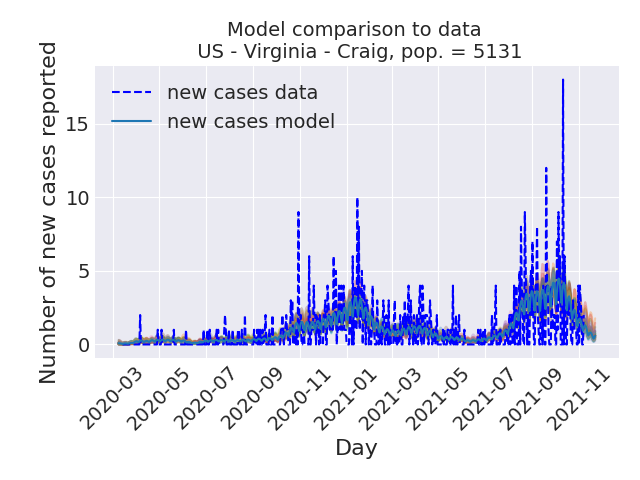 Model comparison to data
US - Virginia - Craig, pop. = 5131
new cases data
new cases model
Number of new cases reported
15
10
5
0
2020-03
2020-05
2020-07
2020-09
2020-11
2021-01
2021-03
2021-05
2021-07
2021-09
2021-11
Day